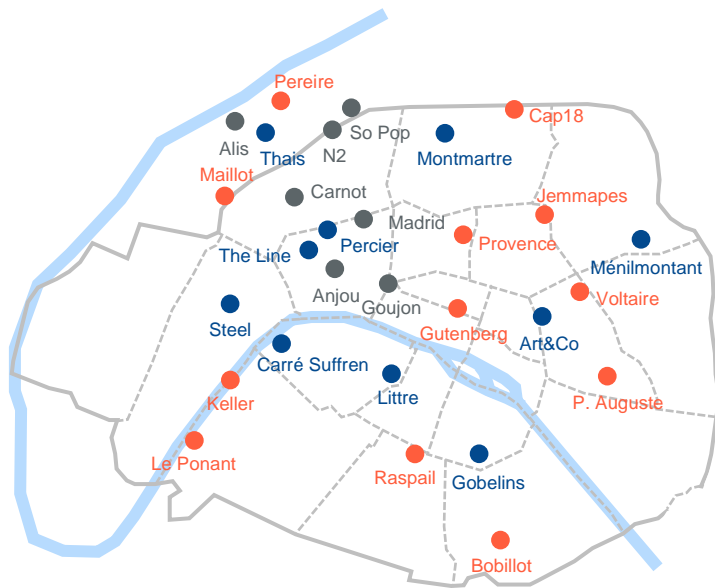 Pereire
Cap18
So Pop
Alis
Thais
N2
Montmartre
Maillot
Carnot
Jemmapes
Madrid
Percier
Provence
The Line
Ménilmontant
Anjou
Goujon
Voltaire
Steel
Gutenberg
Art&Co
Carré Suffren
Keller
Littre
P. Auguste
Le Ponant
Raspail
Gobelins
Bobillot